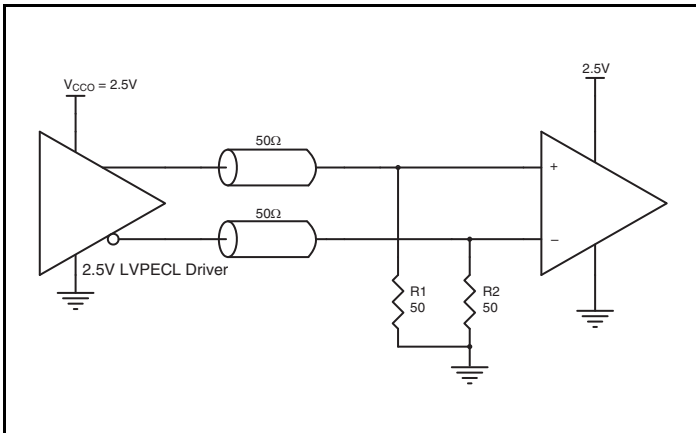 V_CCO = 2.5V
2.5V
50Ω
50Ω
+
−
2.5V LVPECL Driver
R1
50
R2
50